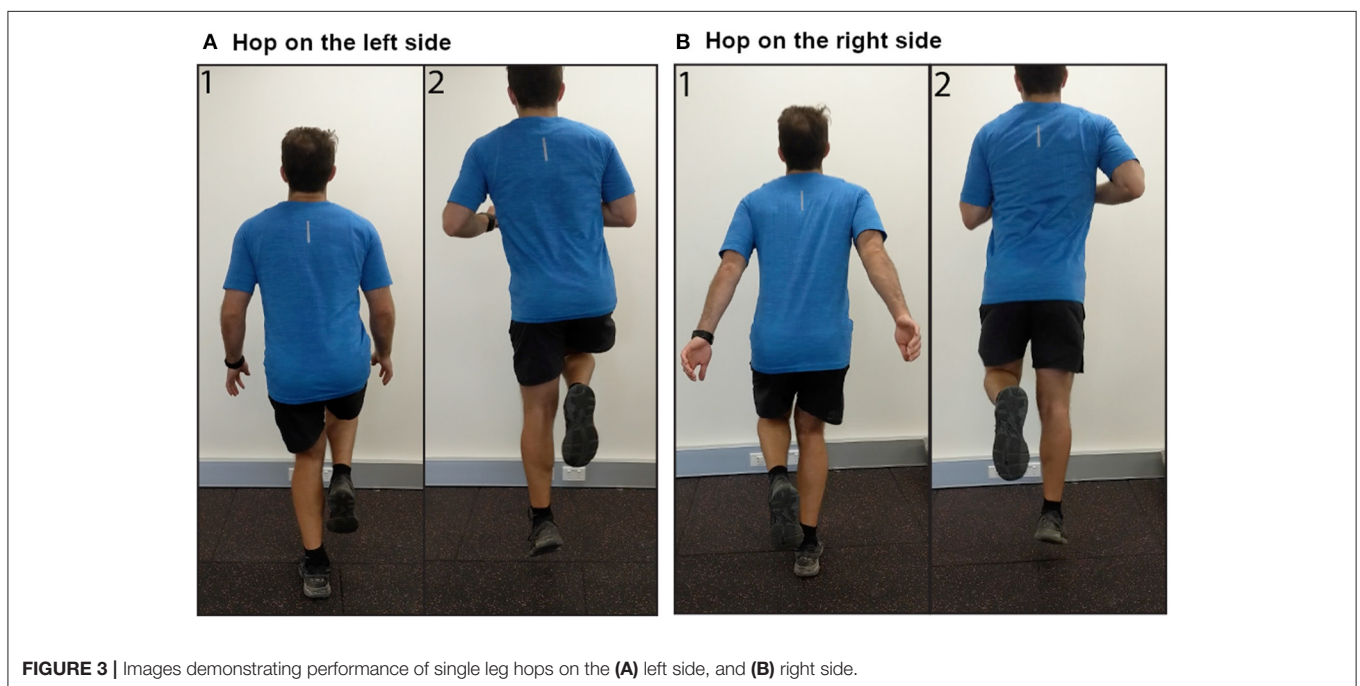 A Hop on the left side
B Hop on the right side
1
2
1
2
FIGURE 3 | Images demonstrating performance of single leg hops on the (A) left side, and (B) right side.